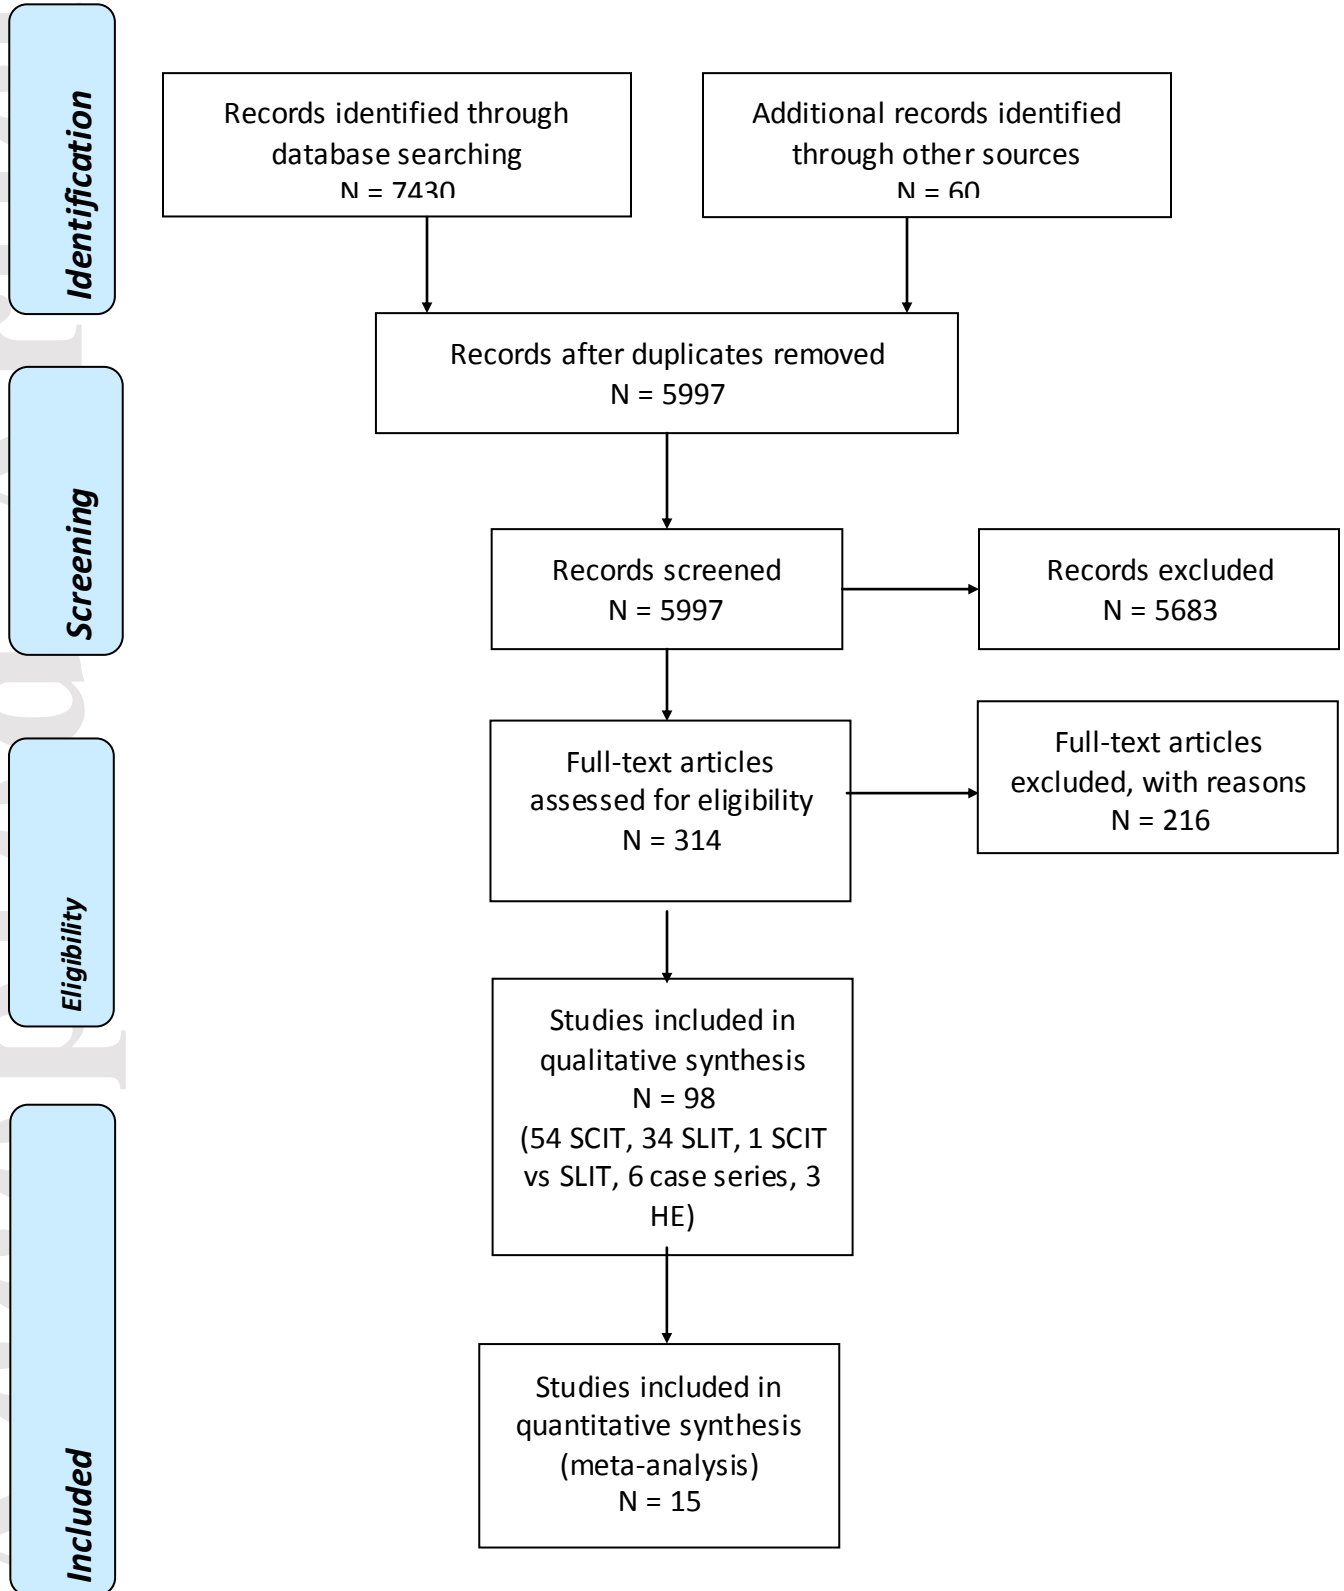 Identification
Records identified through
database searching
N = 7430
Additional records identified
through other sources
N = 60
Records after duplicates removed
N = 5997
Screening
Records screened
N = 5997
Records excluded
N = 5683
Eligibility
Full-text articles
assessed for eligibility
N = 314
Full-text articles
excluded, with reasons
N = 216
Studies included in
qualitative synthesis
N = 98
(54 SCIT, 34 SLIT, 1 SCIT
vs SLIT, 6 case series, 3
HE)
Included
Studies included in
quantitative synthesis
(meta-analysis)
N = 15